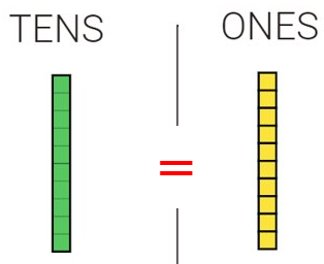 TENS
ONES
=